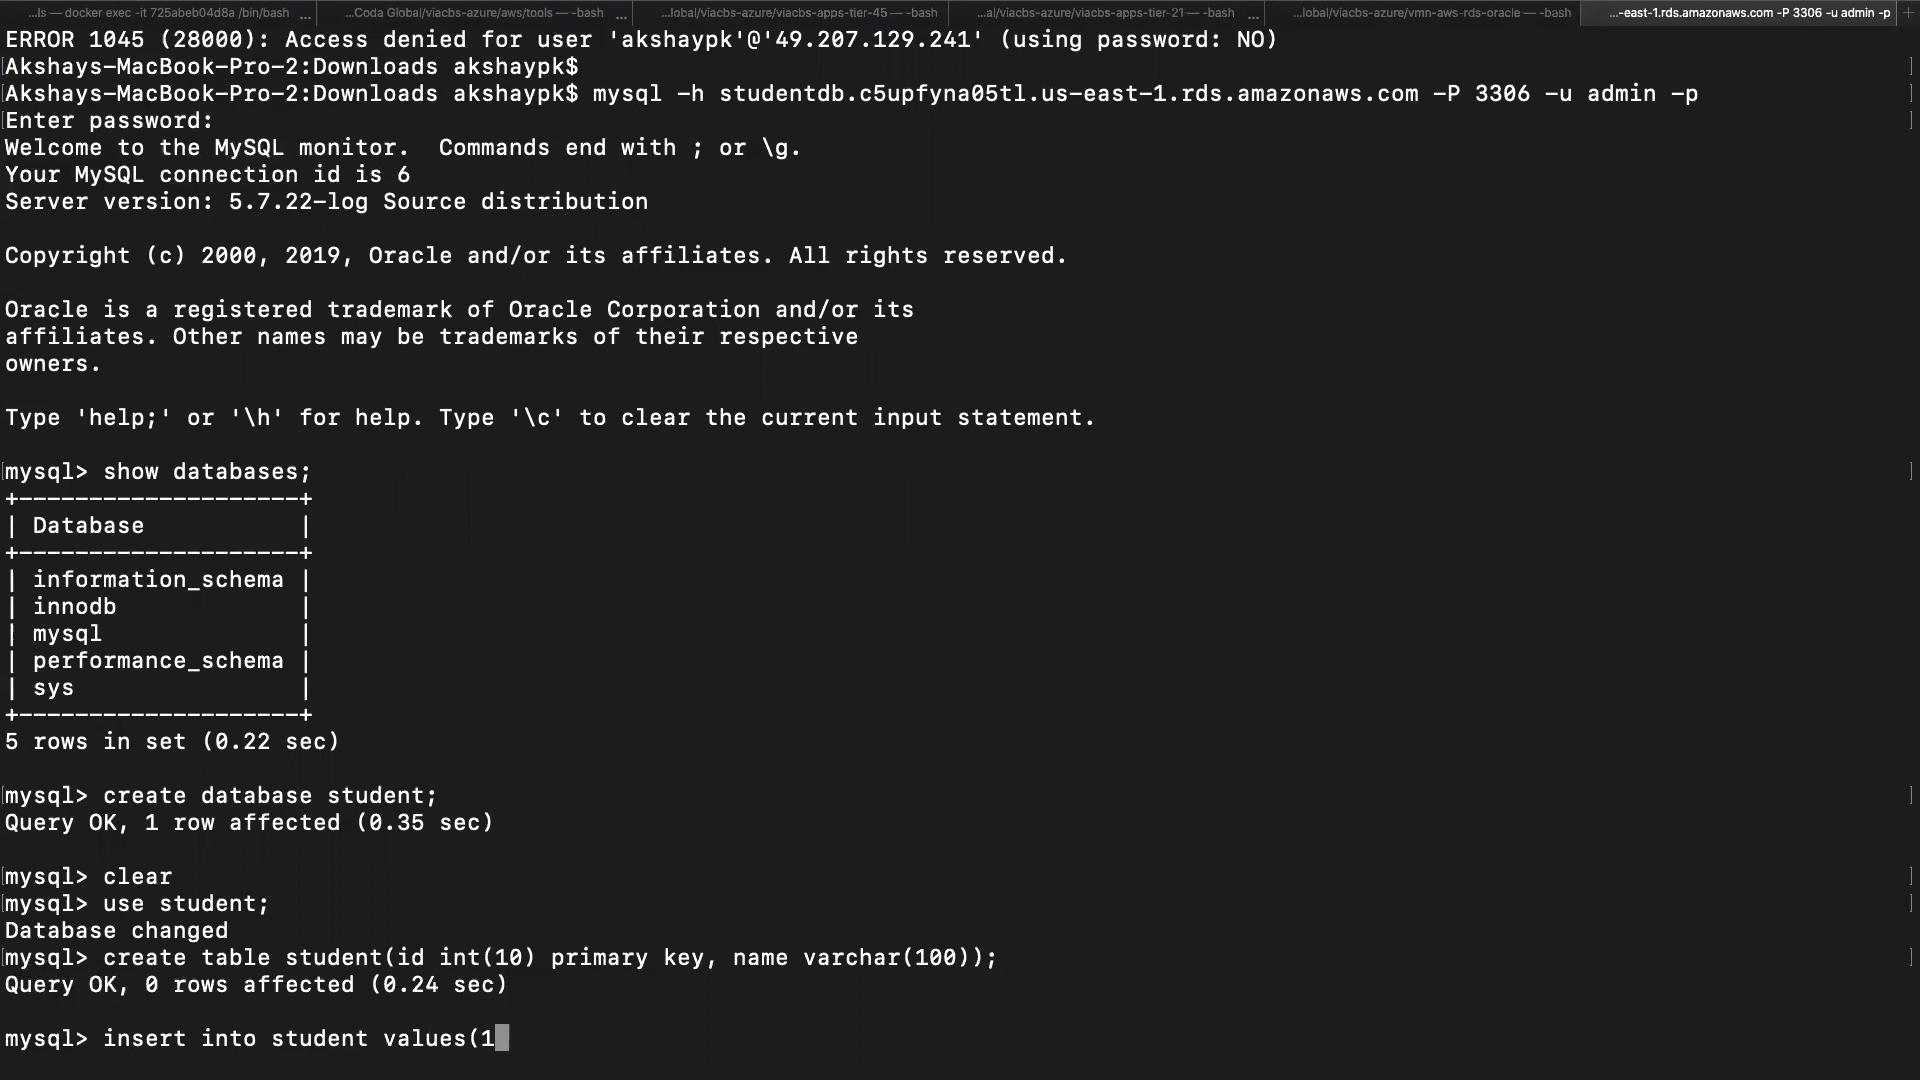 ...ls — docker exec -it 725abeb04d8a /bin/bash ... ...Coda Global/viacbs-azure/aws/tools — -bash ... ...lobal/viacbs-azure/viacbs-apps-tier-45 — -bash ...al/viacbs-azure/viacbs-apps-tier-21 — -bash ... ...lobal/viacbs-azure/vmn-aws-rds-oracle — -bash ...-east-1.rds.amazonaws.com -P 3306 -u admin -p +
ERROR 1045 (28000): Access denied for user 'akshaypk'@'49.207.129.241' (using password: NO)
[Akshays-MacBook-Pro-2:Downloads akshaypk$ ]
[Akshays-MacBook-Pro-2:Downloads akshaypk$ mysql -h studentdb.c5upfyna05tl.us-east-1.rds.amazonaws.com -P 3306 -u admin -p ]
[Enter password: ]
Welcome to the MySQL monitor.  Commands end with ; or \g.
Your MySQL connection id is 6
Server version: 5.7.22-log Source distribution

Copyright (c) 2000, 2019, Oracle and/or its affiliates. All rights reserved.

Oracle is a registered trademark of Oracle Corporation and/or its
affiliates. Other names may be trademarks of their respective
owners.

Type 'help;' or '\h' for help. Type '\c' to clear the current input statement.

[mysql> show databases; ]
+--------------------+
| Database           |
+--------------------+
| information_schema |
| innodb             |
| mysql              |
| performance_schema |
| sys                |
+--------------------+
5 rows in set (0.22 sec)

[mysql> create database student; ]
Query OK, 1 row affected (0.35 sec)

[mysql> clear ]
[mysql> use student; ]
Database changed
[mysql> create table student(id int(10) primary key, name varchar(100)); ]
Query OK, 0 rows affected (0.24 sec)

mysql> insert into student values(1